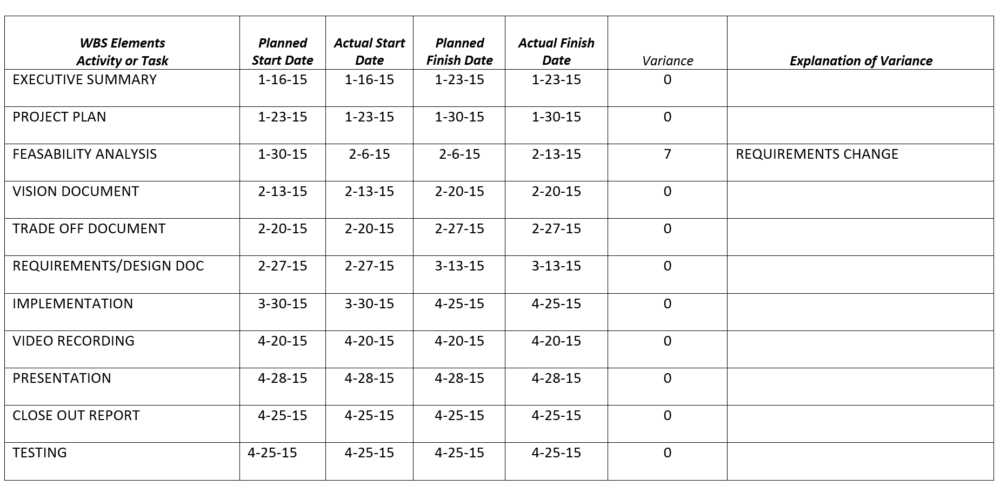 WBS Elements Activity or Task Planned Start Date Actual Start Date Planned Finish Date Actual Finish Date Variance Explanation of Variance
EXECUTIVE SUMMARY 1-16-15 1-16-15 1-23-15 1-23-15 0
PROJECT PLAN 1-23-15 1-23-15 1-30-15 1-30-15 0
FEASABILITY ANALYSIS 1-30-15 2-6-15 2-6-15 2-13-15 7 REQUIREMENTS CHANGE
VISION DOCUMENT 2-13-15 2-13-15 2-20-15 2-20-15 0
TRADE OFF DOCUMENT 2-20-15 2-20-15 2-27-15 2-27-15 0
REQUIREMENTS/DESIGN DOC 2-27-15 2-27-15 3-13-15 3-13-15 0
IMPLEMENTATION 3-30-15 3-30-15 4-25-15 4-25-15 0
VIDEO RECORDING 4-20-15 4-20-15 4-20-15 4-20-15 0
PRESENTATION 4-28-15 4-28-15 4-28-15 4-28-15 0
CLOSE OUT REPORT 4-25-15 4-25-15 4-25-15 4-25-15 0
TESTING 4-25-15 4-25-15 4-25-15 4-25-15 0